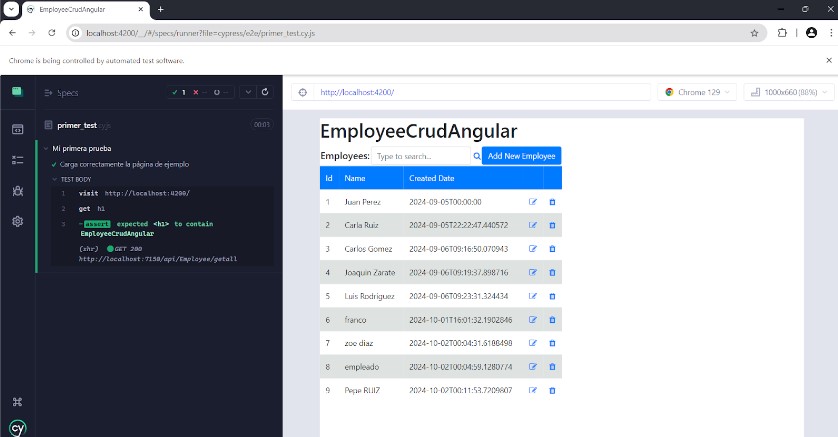 EmployeeCrudAngular
localhost:4200/__/#/specs/runner?file=cypress/e2e/primer_test.cy.js
Chrome is being controlled by automated test software.
Specs
1
primer_test.cy.js
00:03
Mi primera prueba
Carga correctamente la página de ejemplo
TEST BODY
1 visit http://localhost:4200/
2 get h1
3 -assert expected <h1> to contain
EmployeeCrudAngular
(xhr) GET 200
http://localhost:7150/api/Employee/getall
cy
http://localhost:4200/
Chrome 129
1000x660 (88%)
EmployeeCrudAngular
Employees: Type to search... Add New Employee
Id Name Created Date
1 Juan Perez 2024-09-05T00:00:00
2 Carla Ruiz 2024-09-05T22:22:47.440572
3 Carlos Gomez 2024-09-06T09:16:50.070943
4 Joaquin Zarate 2024-09-06T09:19:37.898716
5 Luis Rodriguez 2024-09-06T09:23:31.324434
6 franco 2024-10-01T16:01:32.1902846
7 zoe diaz 2024-10-02T00:04:31.6188498
8 empleado 2024-10-02T00:04:59.1280774
9 Pepe RUIZ 2024-10-02T00:11:53.7209807